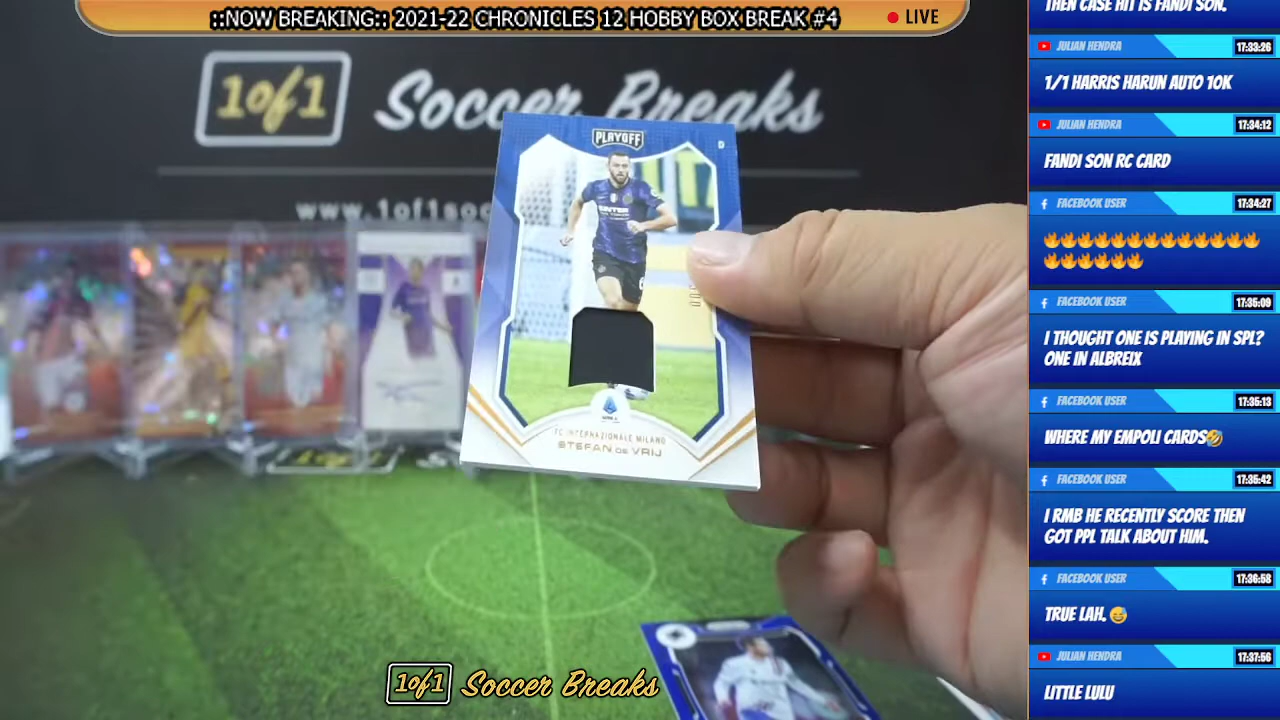 ::NOW BREAKING:: 2021-22 CHRONICLES 12 HOBBY BOX BREAK #4
LIVE
1of1 Soccer Breaks
www.1of1soc
PLAYOFF
INTER
FC INTERNAZIONALE MILANO
STEFAN DE VRIJ
1of1 Soccer Breaks
THEN CASE HIT IS FANDI SON.
JULIAN HENDRA 17:33:26
1/1 HARRIS HARUN AUTO 10K
JULIAN HENDRA 17:34:12
FANDI SON RC CARD
FACEBOOK USER 17:34:27
🔥🔥🔥🔥🔥🔥🔥🔥🔥🔥🔥🔥🔥
🔥🔥🔥🔥🔥🔥
FACEBOOK USER 17:35:09
I THOUGHT ONE IS PLAYING IN SPL?
ONE IN ALBREIX
FACEBOOK USER 17:35:13
WHERE MY EMPOLI CARDS🤣
FACEBOOK USER 17:35:42
I RMB HE RECENTLY SCORE THEN
GOT PPL TALK ABOUT HIM.
FACEBOOK USER 17:36:58
TRUE LAH. 😅
JULIAN HENDRA 17:37:56
LITTLE LULU